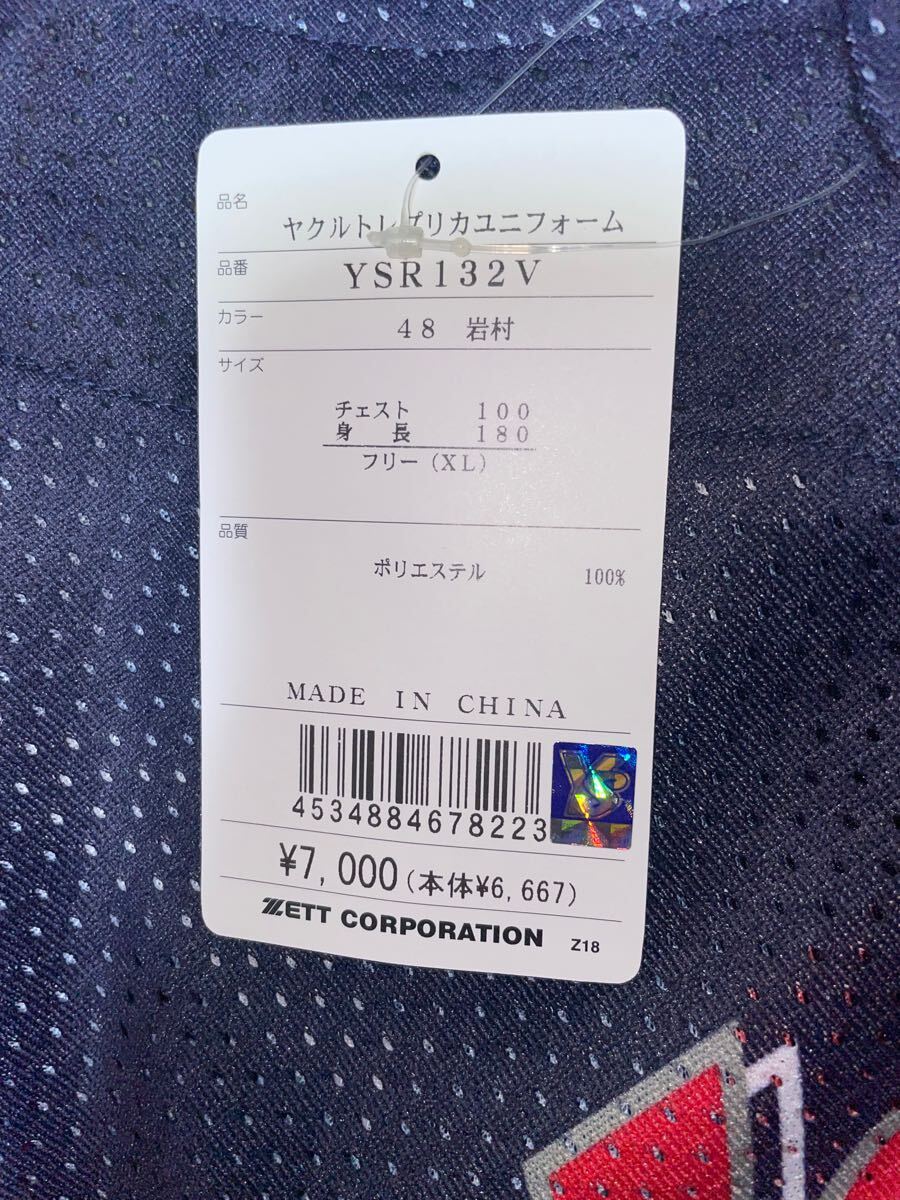 品名
ヤクルトレプリカユニフォーム
品番
YSR132V
カラー
48 岩村
サイズ
チェスト 100
身 長 180
フリー(XL)
品質
ポリエステル 100%
MADE IN CHINA
4534884678223
¥7,000(本体¥6,667)
ZETT CORPORATION Z18